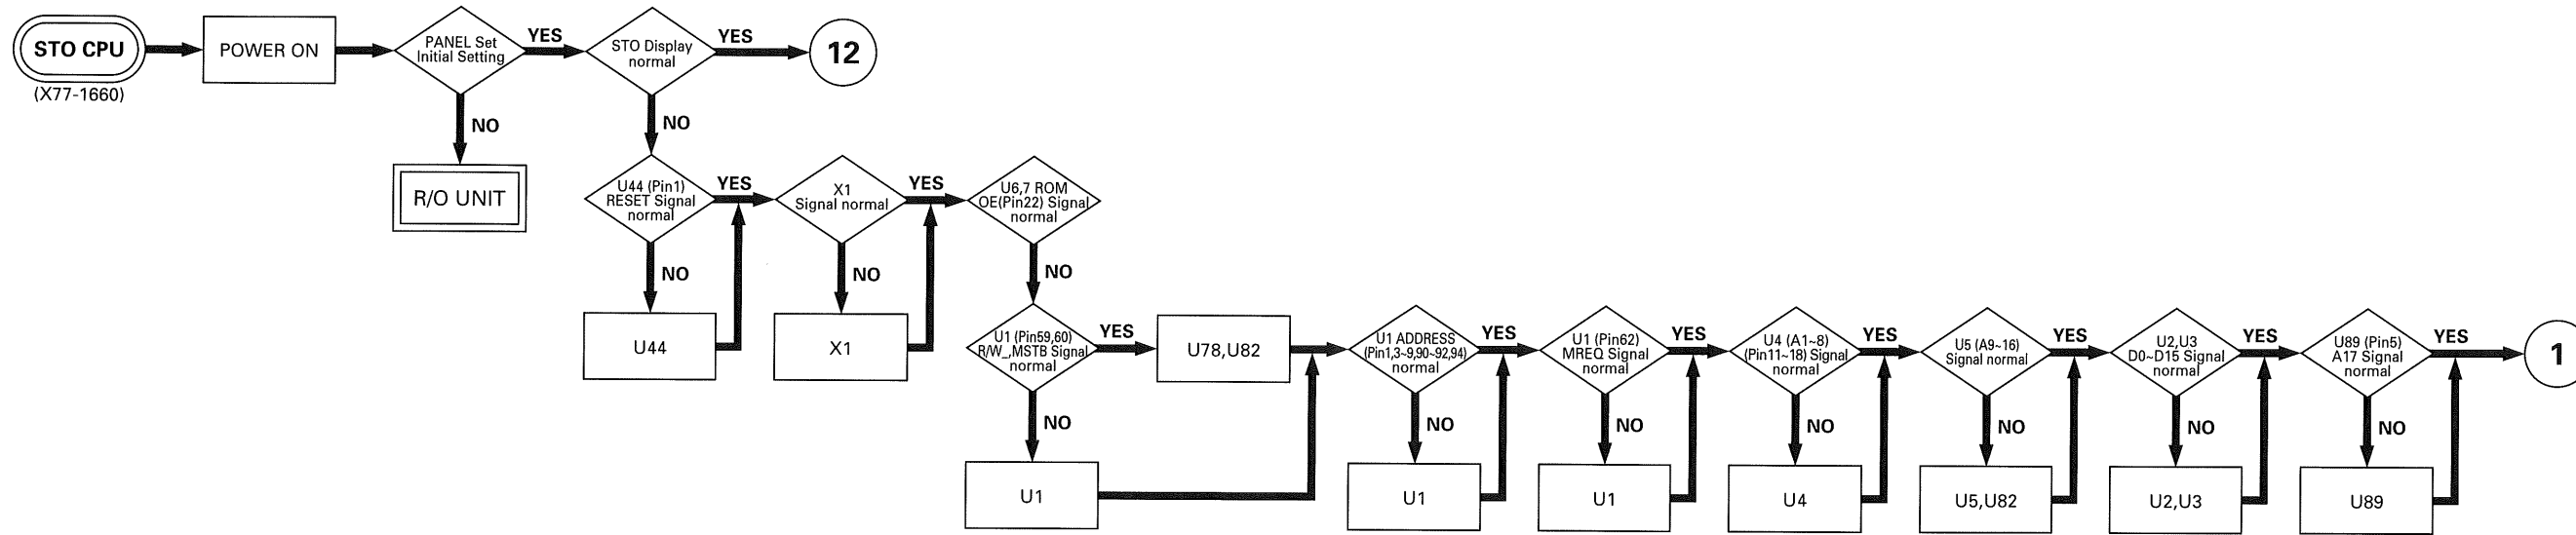 STO CPU
(X77-1660)
POWER ON
PANEL Set
Initial Setting
YES
NO
R/O UNIT
STO Display
normal
YES
12
NO
U44 (Pin1)
RESET Signal
normal
YES
NO
U44
X1
Signal normal
YES
NO
X1
U6,7 ROM
OE(Pin22) Signal
normal
NO
U1 (Pin59,60)
R/W_,MSTB Signal
normal
YES
NO
U1
U78,U82
U1 ADDRESS
(Pin1,3~9,90~92,94)
normal
YES
NO
U1
U1 (Pin62)
MREQ Signal
normal
YES
NO
U1
U4 (A1~8)
(Pin11~18) Signal
normal
YES
NO
U4
U5 (A9~16)
Signal normal
YES
NO
U5,U82
U2,U3
D0~D15 Signal
normal
YES
NO
U2,U3
U89 (Pin5)
A17 Signal
normal
YES
NO
U89
1